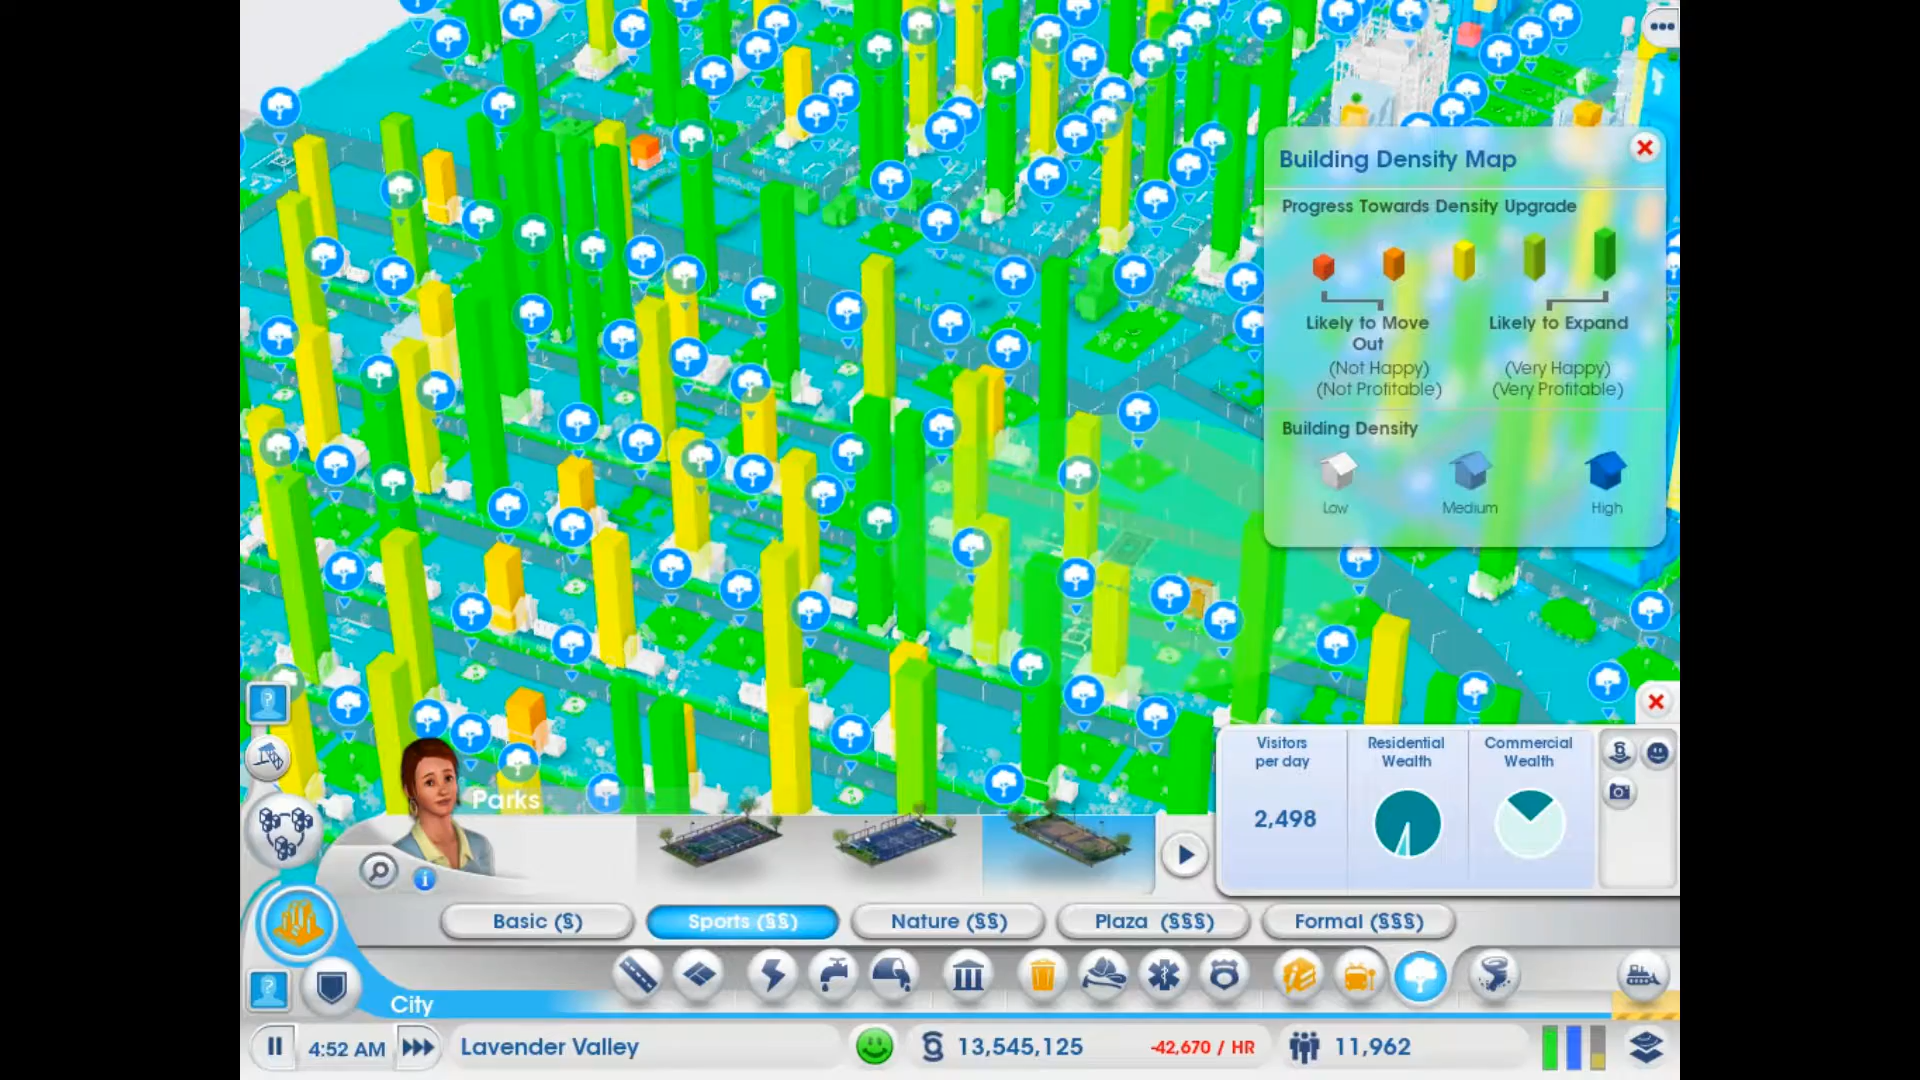 Building Density Map
Progress Towards Density Upgrade
Likely to Move
Out
(Not Happy)
(Not Profitable)
Likely to Expand
(Very Happy)
(Very Profitable)
Building Density
Low
Medium
High
Visitors
per day
2,498
Residential
Wealth
Commercial
Wealth
Parks
Basic (§)
Sports (§§)
Nature (§§)
Plaza (§§§)
Formal (§§§)
City
4:52 AM
Lavender Valley
13,545,125
-42,670 / HR
11,962